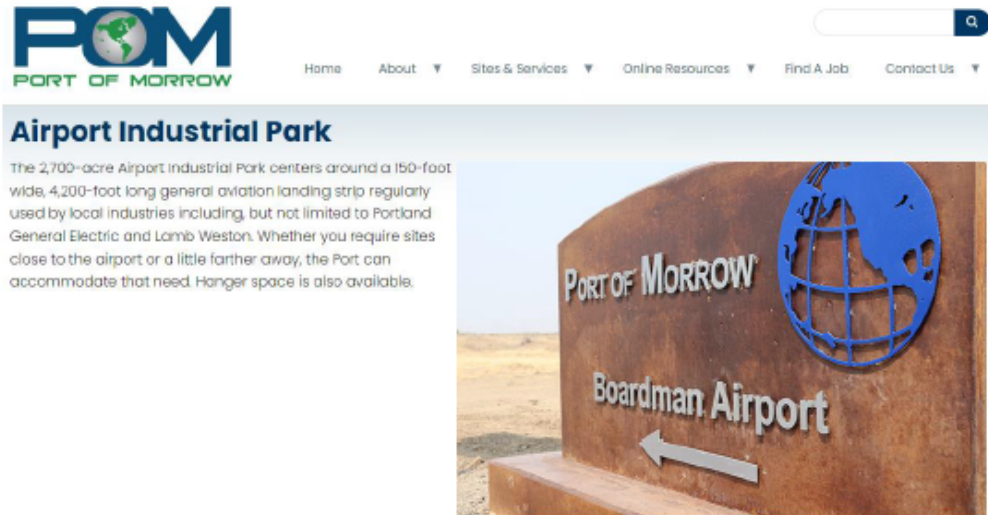 POM
PORT OF MORROW
Home About ▼ Sites & Services ▼ Online Resources ▼ Find A Job Contact Us ▼
Airport Industrial Park
The 2,700-acre Airport Industrial Park centers around a 150-foot
wide, 4,200-foot long general aviation landing strip regularly
used by local industries including, but not limited to Portland
General Electric and Lamb Weston. Whether you require sites
close to the airport or a little farther away, the Port can
accommodate that need. Hanger space is also available.
PORT OF MORROW
Boardman Airport